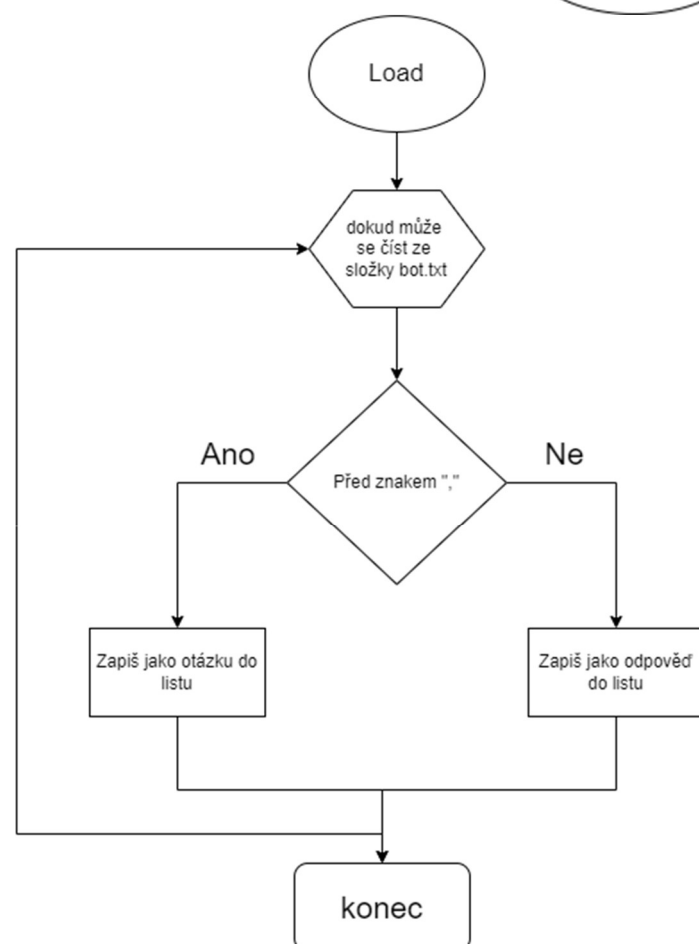 Load
dokud může
se číst ze
složky bot.txt
Ano
Ne
Před znakem ","
Zapiš jako otázku do
listu
Zapiš jako odpověď
do listu
konec